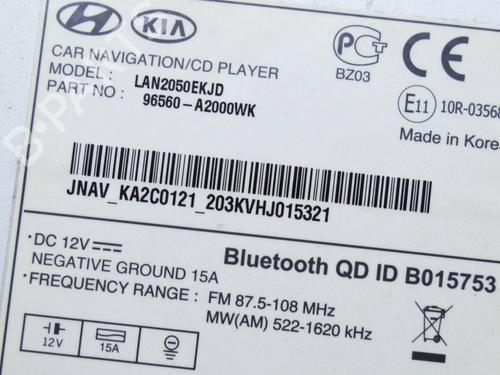 HYUNDAI KIA
PCT
BZ03
CE
CAR NAVIGATION/CD PLAYER
MODEL : LAN2050EKJD
PART NO : 96560-A2000WK
E11 10R-03568
Made in Korea
JNAV_KA2C0121_203KVHJ015321
• DC 12V
NEGATIVE GROUND 15A
• FREQUENCY RANGE : FM 87.5-108 MHz
MW(AM) 522-1620 kHz
Bluetooth QD ID B015753
12V 15A